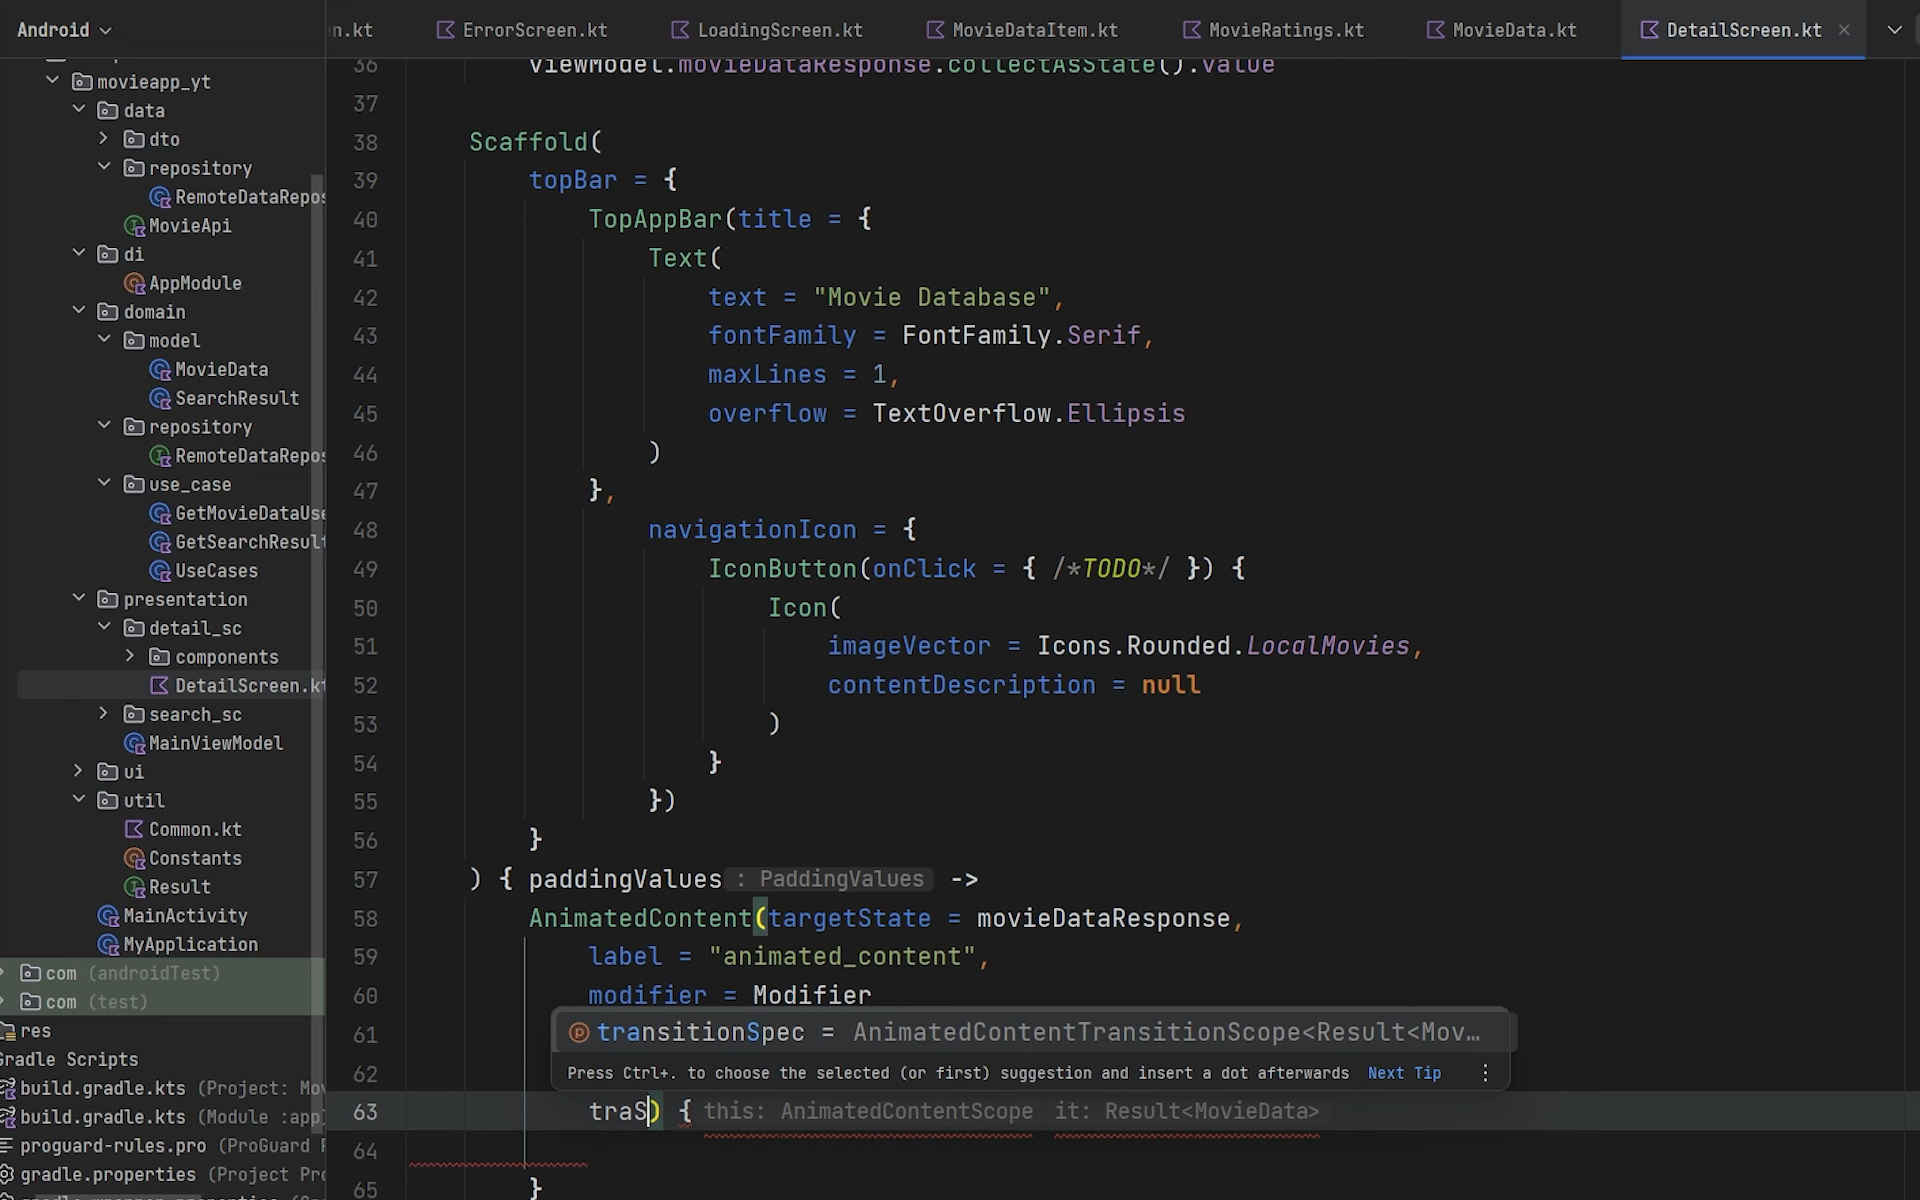 Android
n.kt
ErrorScreen.kt
LoadingScreen.kt
MovieDataItem.kt
MovieRatings.kt
MovieData.kt
DetailScreen.kt
movieapp_yt
data
dto
repository
RemoteDataRepos
MovieApi
di
AppModule
domain
model
MovieData
SearchResult
repository
RemoteDataRepos
use_case
GetMovieDataUse
GetSearchResult
UseCases
presentation
detail_sc
components
DetailScreen.kt
search_sc
MainViewModel
ui
util
Common.kt
Constants
Result
MainActivity
MyApplication
com (androidTest)
com (test)
res
Gradle Scripts
build.gradle.kts (Project: Mov
build.gradle.kts (Module :app)
proguard-rules.pro (ProGuard R
gradle.properties (Project Pro
36 viewModel.movieDataResponse.collectAsState().value
37
38 Scaffold(
39 topBar = {
40 TopAppBar(title = {
41 Text(
42 text = "Movie Database",
43 fontFamily = FontFamily.Serif,
44 maxLines = 1,
45 overflow = TextOverflow.Ellipsis
46 )
47 },
48 navigationIcon = {
49 IconButton(onClick = { /*TODO*/ }) {
50 Icon(
51 imageVector = Icons.Rounded.LocalMovies,
52 contentDescription = null
53 )
54 }
55 })
56 }
57 ) { paddingValues : PaddingValues ->
58 AnimatedContent(targetState = movieDataResponse,
59 label = "animated_content",
60 modifier = Modifier
61
transitionSpec = AnimatedContentTransitionScope<Result<Mov…
Press Ctrl+. to choose the selected (or first) suggestion and insert a dot afterwards Next Tip
62
63 traS) { this: AnimatedContentScope it: Result<MovieData>
64
65 }